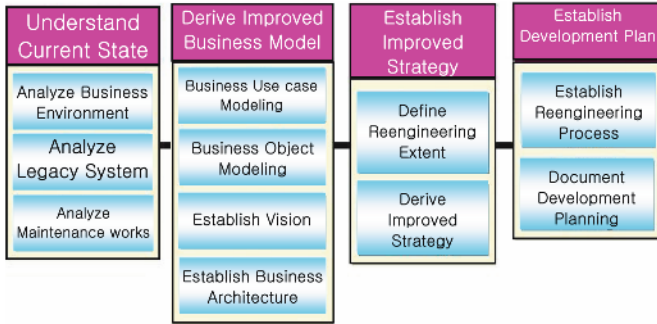 Understand
Current State
Analyze Business
Environment
Analyze
Legacy System
Analyze
Maintenance works
Derive Improved
Business Model
Business Use case
Modeling
Business Object
Modeling
Establish Vision
Establish Business
Architecture
Establish
Improved
Strategy
Define
Reengineering
Extent
Derive
Improved
Strategy
Establish
Development Plan
Establish
Reengineering
Process
Document
Development
Planning